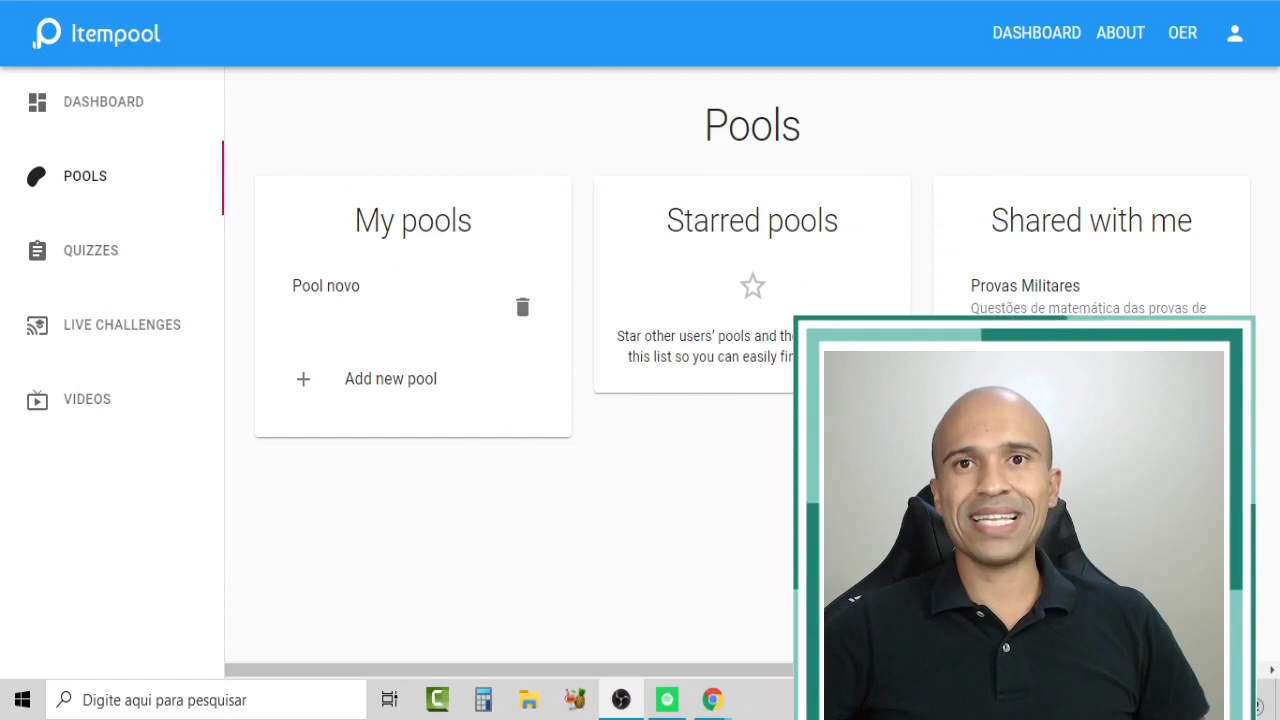 Itempool
DASHBOARD ABOUT OER
DASHBOARD
POOLS
QUIZZES
LIVE CHALLENGES
VIDEOS
Pools
My pools
Pool novo
Add new pool
Starred pools
Star other users’ pools and the
this list so you can easily fin
Shared with me
Provas Militares
Questões de matemática das provas de
Digite aqui para pesquisar